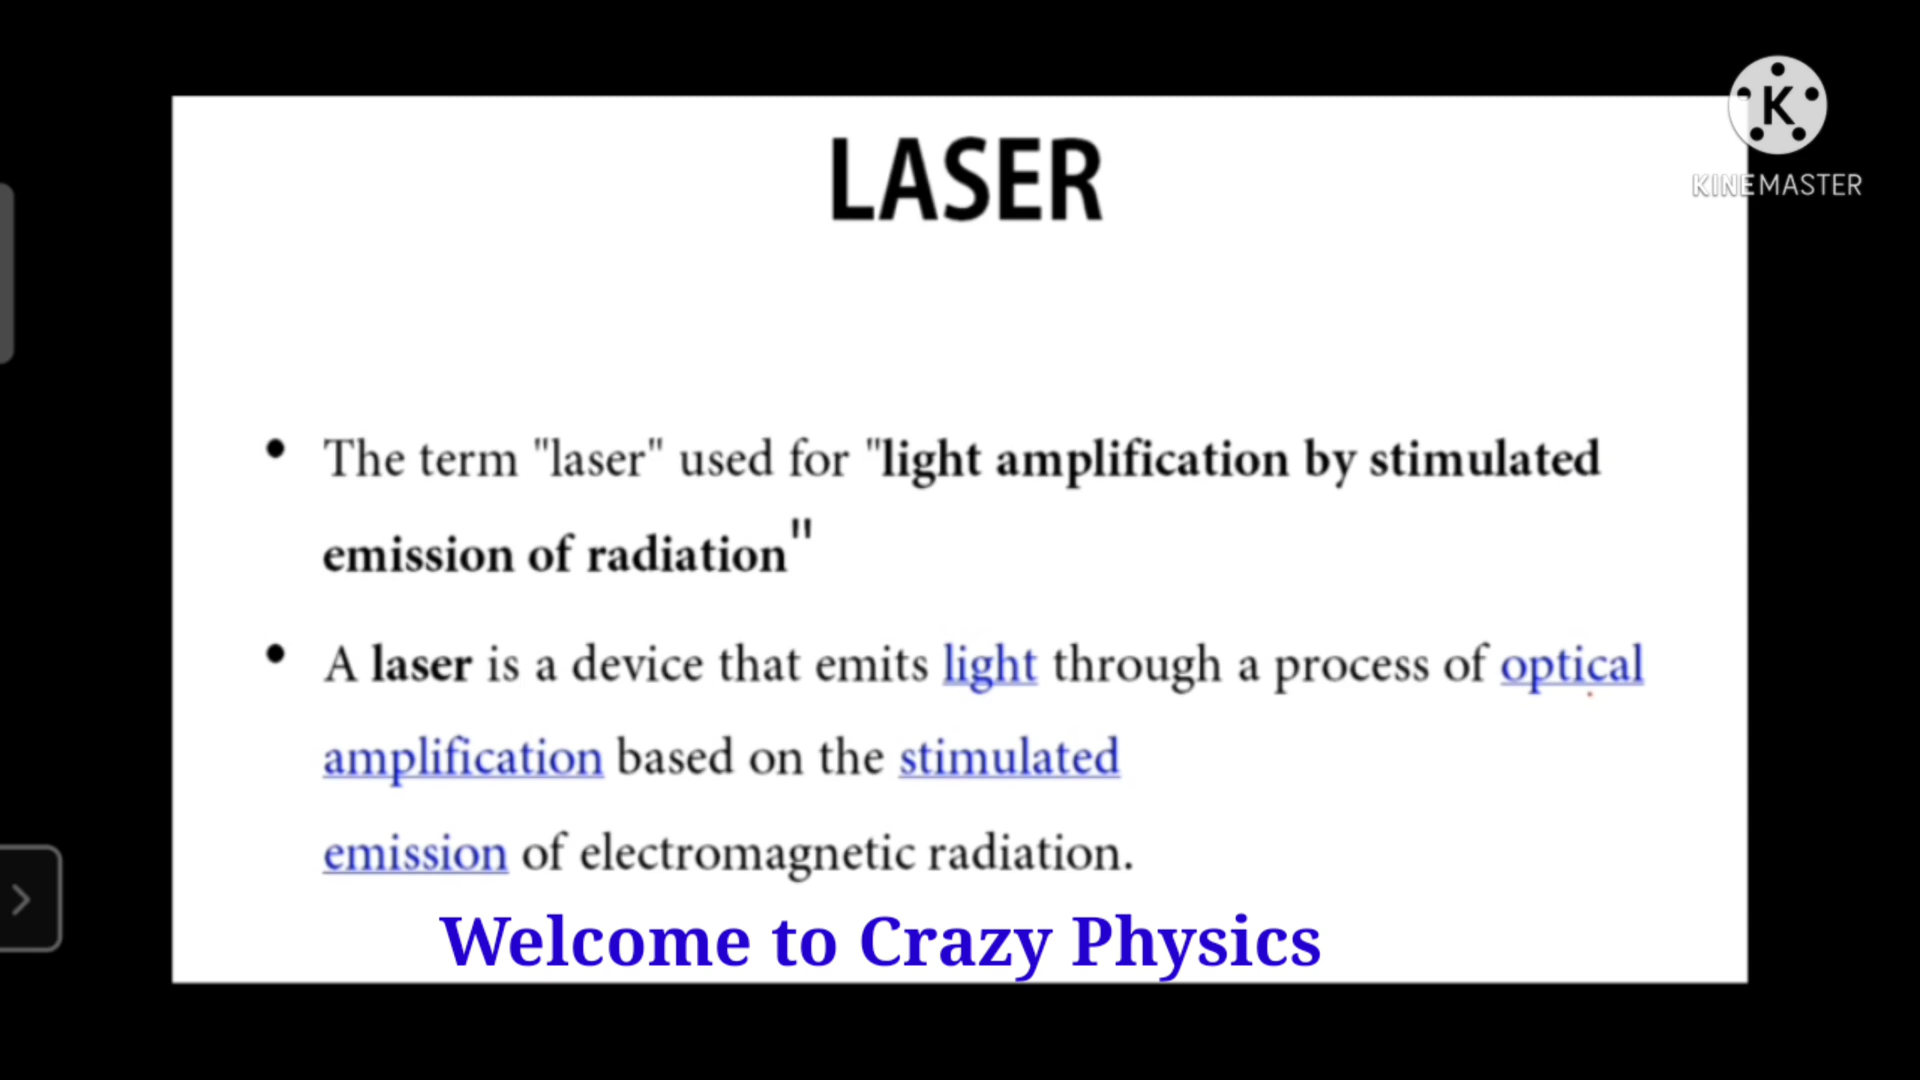 K
KINEMASTER
LASER
• The term "laser" used for "light amplification by stimulated
emission of radiation"
• A laser is a device that emits light through a process of optical
amplification based on the stimulated
emission of electromagnetic radiation.
Welcome to Crazy Physics